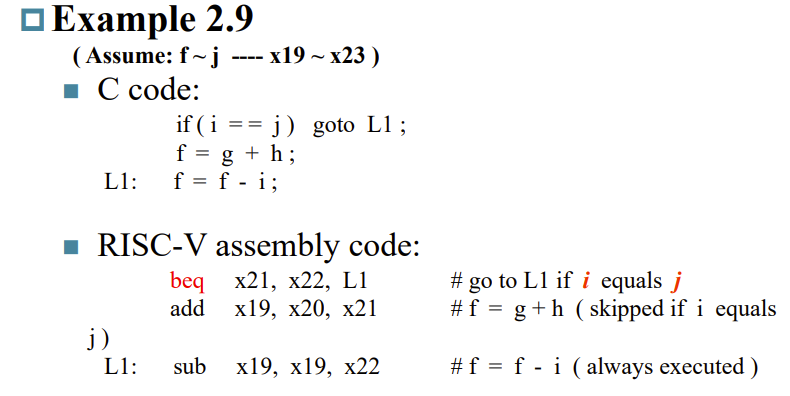 Example 2.9
( Assume: f ~ j ---- x19 ~ x23 )
C code:
if ( i == j ) goto L1 ;
f = g + h ;
L1: f = f - i ;
RISC-V assembly code:
beq x21, x22, L1 # go to L1 if i equals j
add x19, x20, x21 # f = g + h ( skipped if i equals
j )
L1: sub x19, x19, x22 # f = f - i ( always executed )